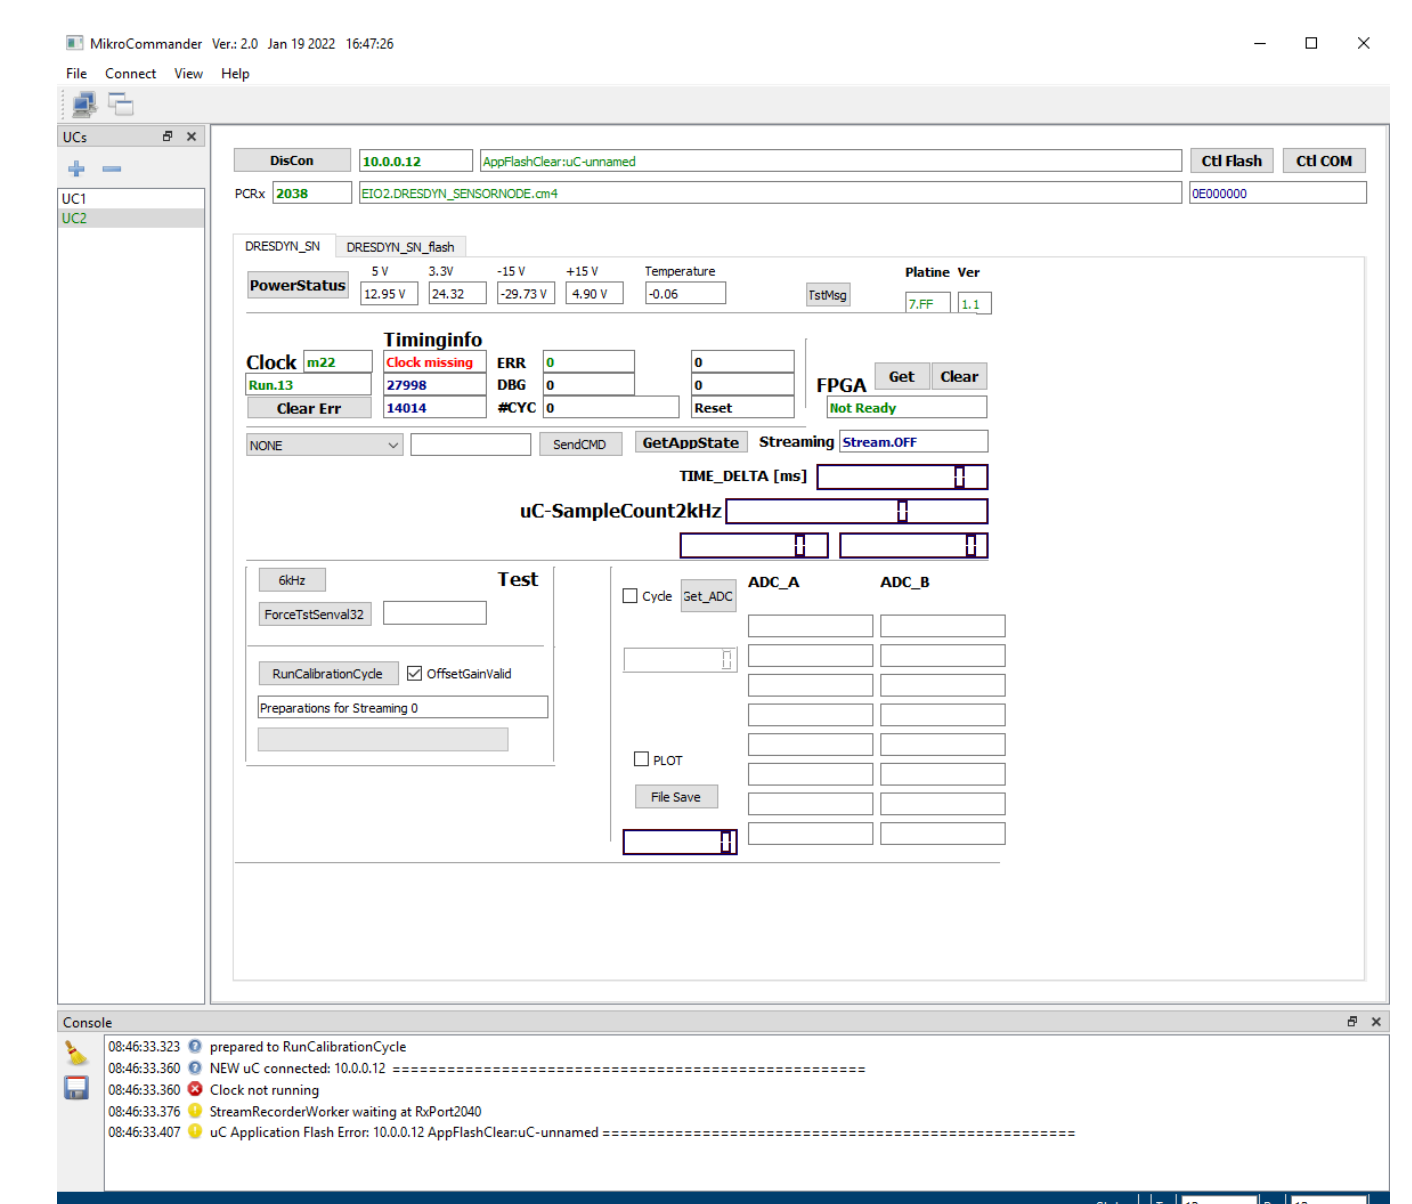 MikroCommander Ver.: 2.0 Jan 19 2022 16:47:26
File Connect View Help
UCs
UC1
UC2
DisCon 10.0.0.12 AppFlashClear:uC-unnamed Ctl Flash Ctl COM
PCRx 2038 EIO2.DRESDYN_SENSORNODE.cm4 0E000000
DRESDYN_SN DRESDYN_SN_flash
5 V 3.3V -15 V +15 V Temperature Platine Ver
PowerStatus 12.95 V 24.32 -29.73 V 4.90 V -0.06 TstMsg 7.FF 1.1
Timinginfo
Clock m22 Clock missing ERR 0 0
Run.13 27998 DBG 0 0 FPGA Get Clear
Clear Err 14014 #CYC 0 Reset Not Ready
NONE SendCMD GetAppState Streaming Stream.OFF
TIME_DELTA [ms] 0
uC-SampleCount2kHz 0
0 0
6kHz Test
Cycle Get_ADC ADC_A ADC_B
ForceTstSenval32
0
RunCalibrationCycle OffsetGainValid
Preparations for Streaming 0
PLOT
File Save
0
Console
08:46:33.323 prepared to RunCalibrationCycle
08:46:33.360 NEW uC connected: 10.0.0.12 ====================================================
08:46:33.360 Clock not running
08:46:33.376 StreamRecorderWorker waiting at RxPort2040
08:46:33.407 uC Application Flash Error: 10.0.0.12 AppFlashClear:uC-unnamed ====================================================